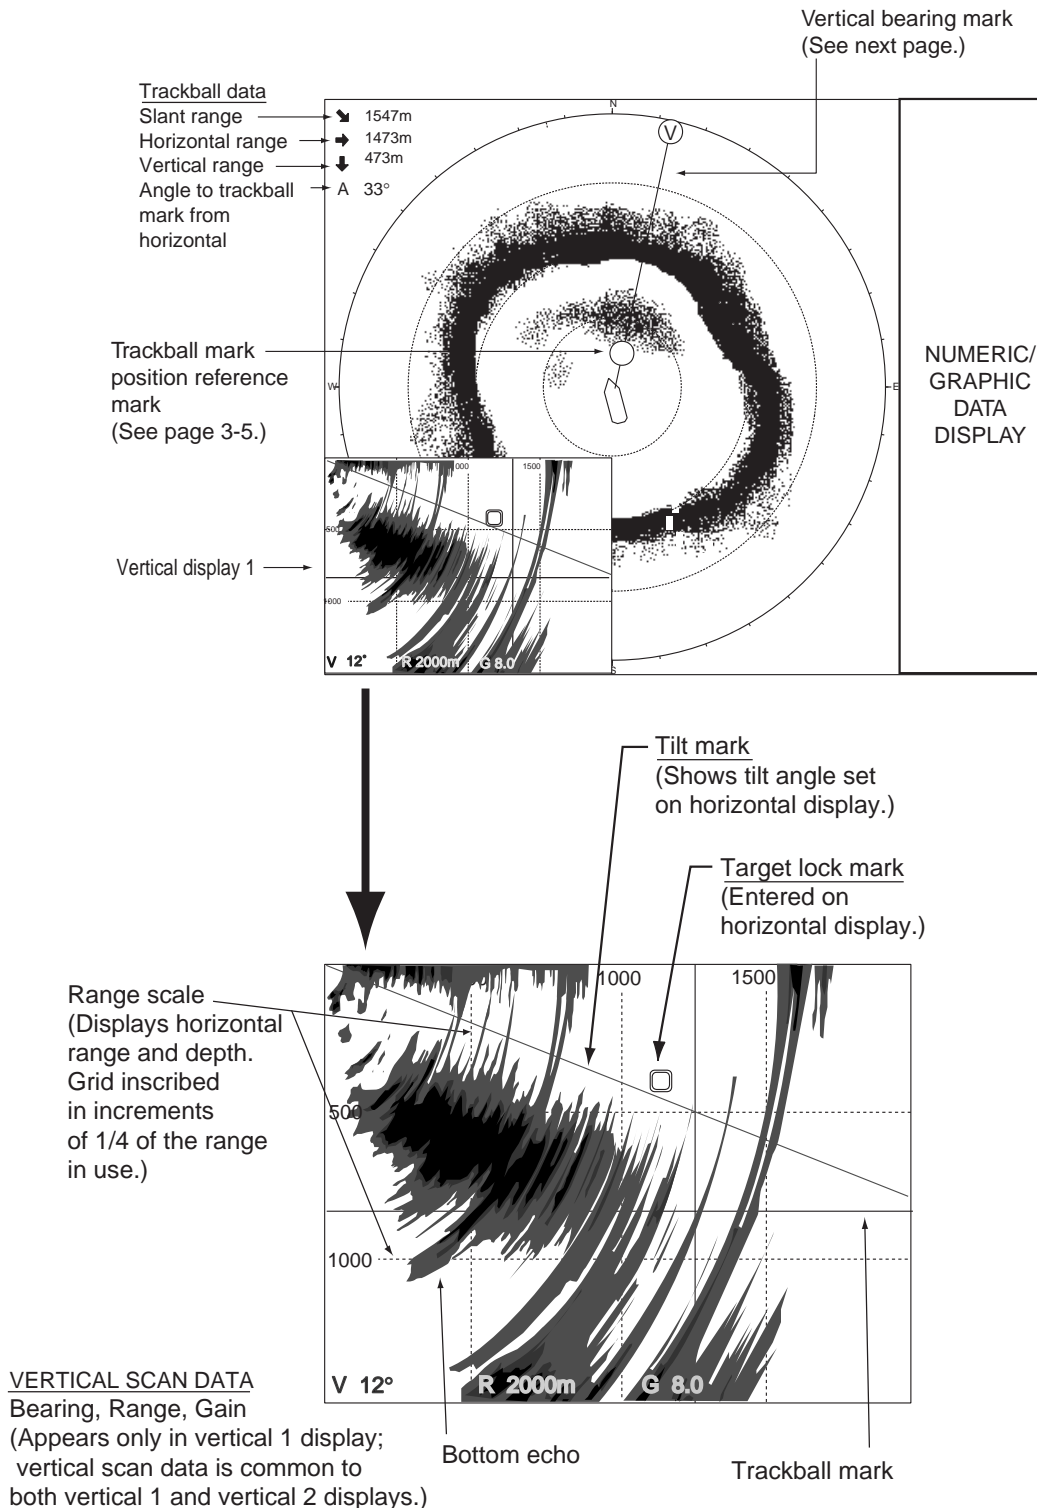 Vertical bearing mark
(See next page.)
Trackball data
Slant range
1547m
Horizontal range
1473m
Vertical range
473m
Angle to trackball
mark from
horizontal
A 33°
N
V
W
E
S
NUMERIC/
GRAPHIC
DATA
DISPLAY
Trackball mark
position reference
mark
(See page 3-5.)
1500
500
Vertical display 1
V 12° R 2000m G 8.0
Tilt mark
(Shows tilt angle set
on horizontal display.)
Target lock mark
(Entered on
horizontal display.)
Range scale
(Displays horizontal
range and depth.
Grid inscribed
in increments
of 1/4 of the range
in use.)
1000 1500
500
1000
V 12° R 2000m G 8.0
VERTICAL SCAN DATA
Bearing, Range, Gain
(Appears only in vertical 1 display;
vertical scan data is common to
both vertical 1 and vertical 2 displays.)
Bottom echo
Trackball mark